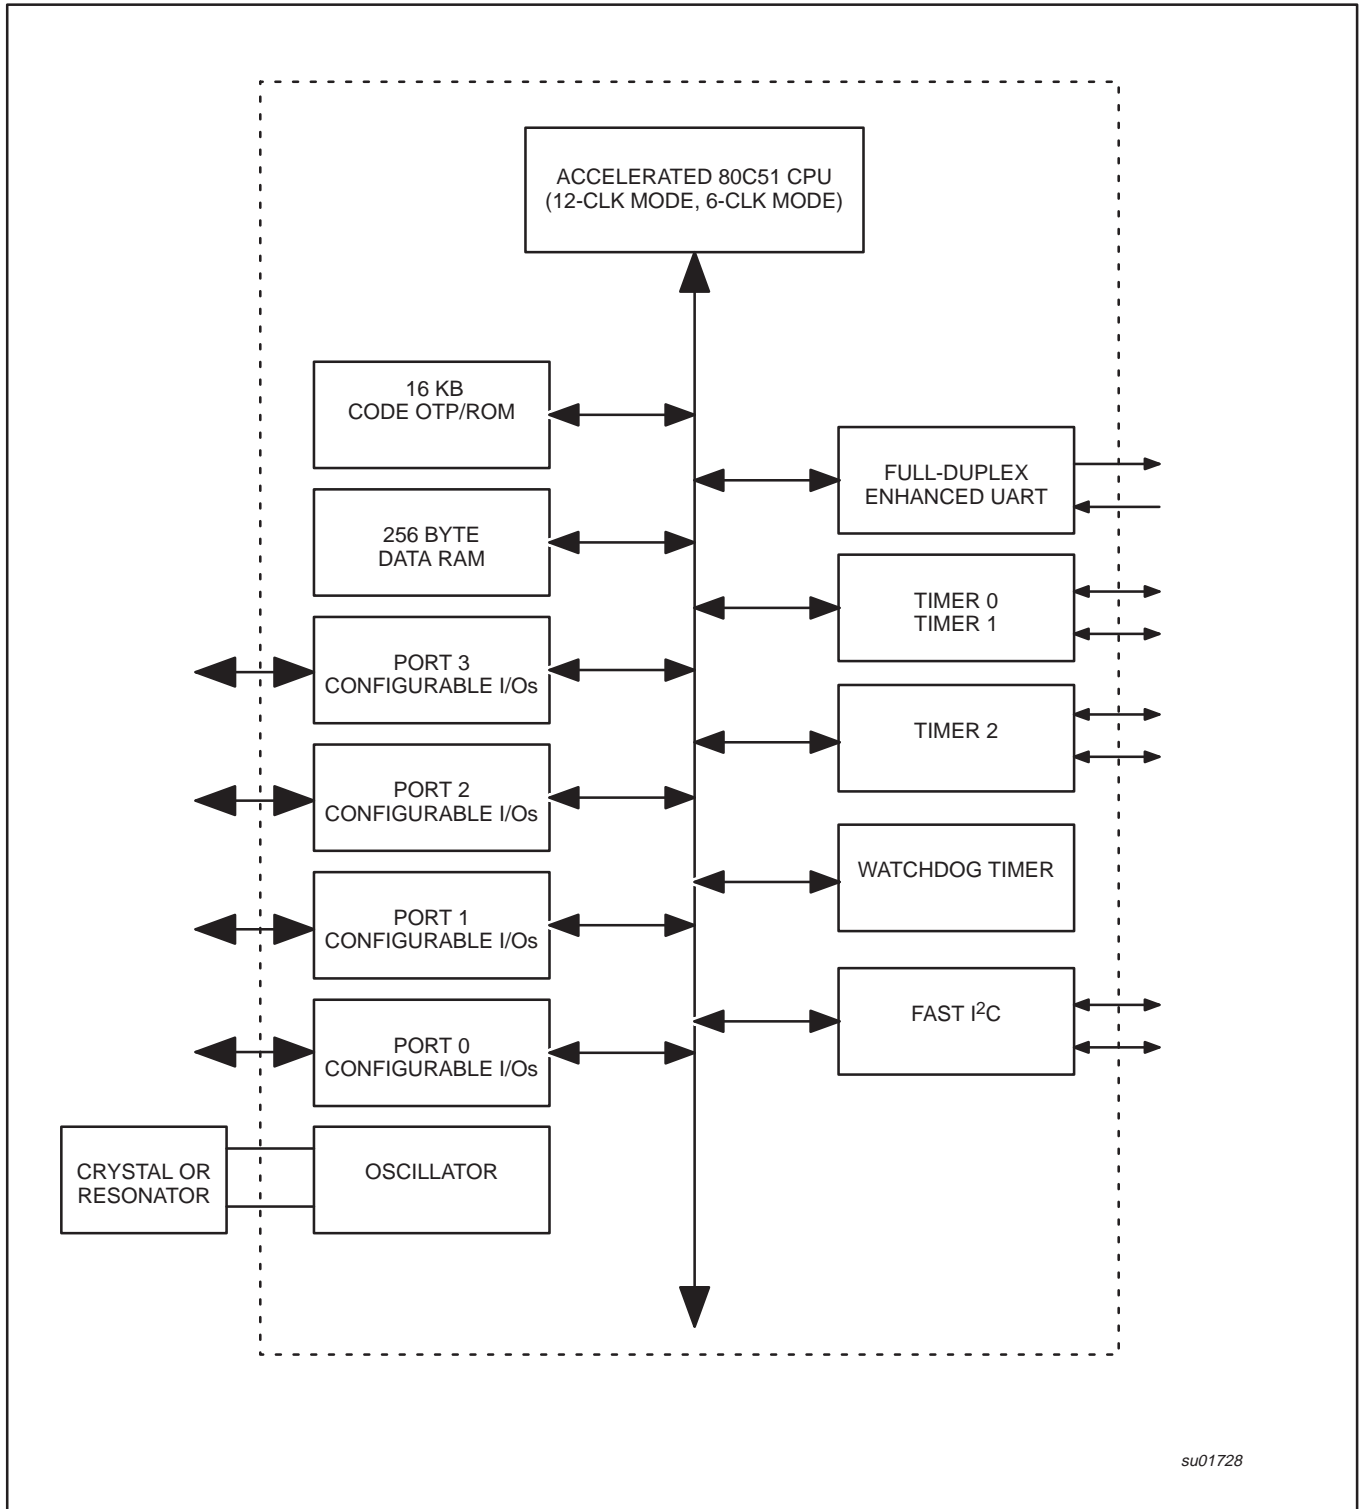 ACCELERATED 80C51 CPU
(12-CLK MODE, 6-CLK MODE)
16 KB
CODE OTP/ROM
256 BYTE
DATA RAM
PORT 3
CONFIGURABLE I/Os
PORT 2
CONFIGURABLE I/Os
PORT 1
CONFIGURABLE I/Os
PORT 0
CONFIGURABLE I/Os
CRYSTAL OR
RESONATOR
OSCILLATOR
FULL-DUPLEX
ENHANCED UART
TIMER 0
TIMER 1
TIMER 2
WATCHDOG TIMER
FAST I²C
su01728